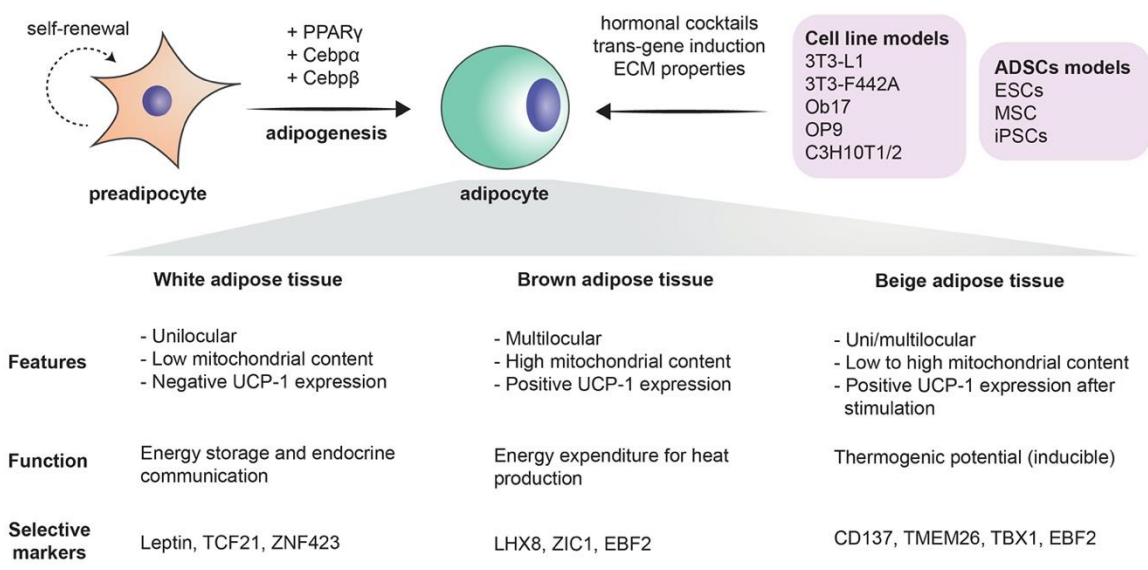 self-renewal
+ PPARγ
+ Cebpα
+ Cebpβ
adipogenesis
preadipocyte
adipocyte
hormonal cocktails
trans-gene induction
ECM properties
Cell line models
3T3-L1
3T3-F442A
Ob17
OP9
C3H10T1/2
ADSCs models
ESCs
MSC
iPSCs
White adipose tissue
Brown adipose tissue
Beige adipose tissue
Features
- Unilocular
- Low mitochondrial content
- Negative UCP-1 expression
- Multilocular
- High mitochondrial content
- Positive UCP-1 expression
- Uni/multilocular
- Low to high mitochondrial content
- Positive UCP-1 expression after
stimulation
Function
Energy storage and endocrine
communication
Energy expenditure for heat
production
Thermogenic potential (inducible)
Selective
markers
Leptin, TCF21, ZNF423
LHX8, ZIC1, EBF2
CD137, TMEM26, TBX1, EBF2